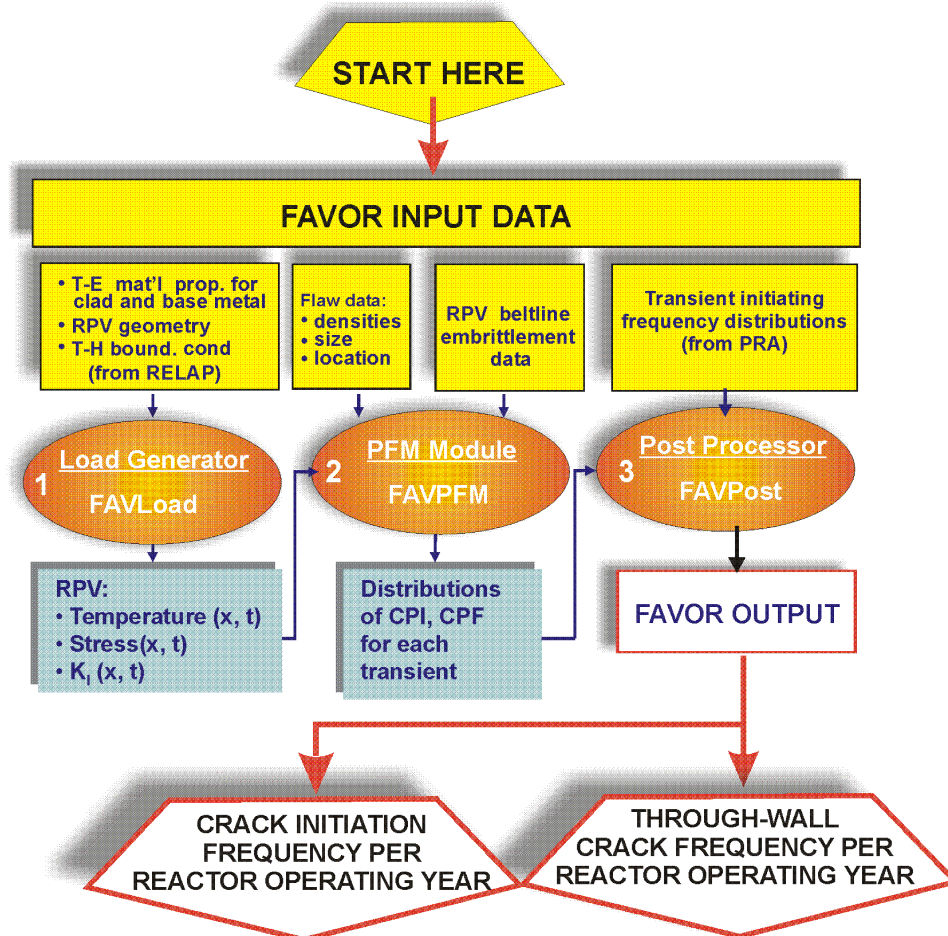 START HERE
FAVOR INPUT DATA
• T-E mat'l prop. for
clad and base metal
• RPV geometry
• T-H bound. cond
(from RELAP)
Flaw data:
• densities
• size
• location
RPV beltline
embrittlement
data
Transient initiating
frequency distributions
(from PRA)
1
Load Generator
FAVLoad
2
PFM Module
FAVPFM
3
Post Processor
FAVPost
RPV:
• Temperature (x, t)
• Stress(x, t)
• K_I (x, t)
Distributions
of CPI, CPF
for each
transient
FAVOR OUTPUT
CRACK INITIATION
FREQUENCY PER
REACTOR OPERATING YEAR
THROUGH-WALL
CRACK FREQUENCY PER
REACTOR OPERATING YEAR